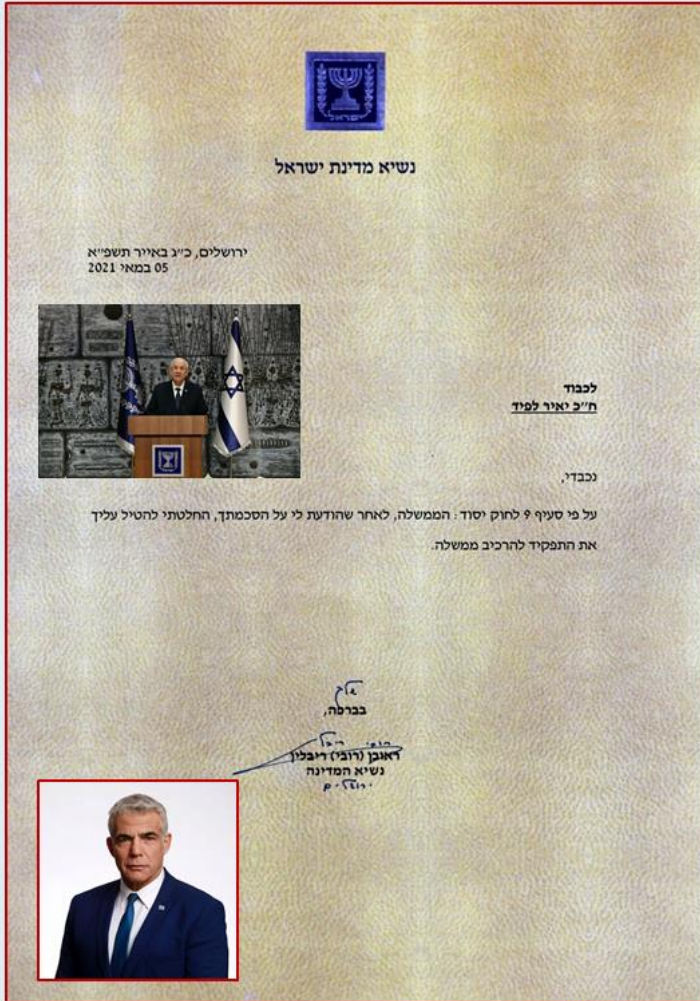 ישראל
נשיא מדינת ישראל
ירושלים, כ״ג באייר תשפ״א
05 במאי 2021
לכבוד
ח״כ יאיר לפיד
נכבדי,
על פי סעיף 9 לחוק יסוד: הממשלה, לאחר שהודעת לי על הסכמתך, החלטתי להטיל עליך
את התפקיד להרכיב ממשלה.
שלך
בברכה,
ראובן (רובי) ריבלין
נשיא המדינה
ירושלים